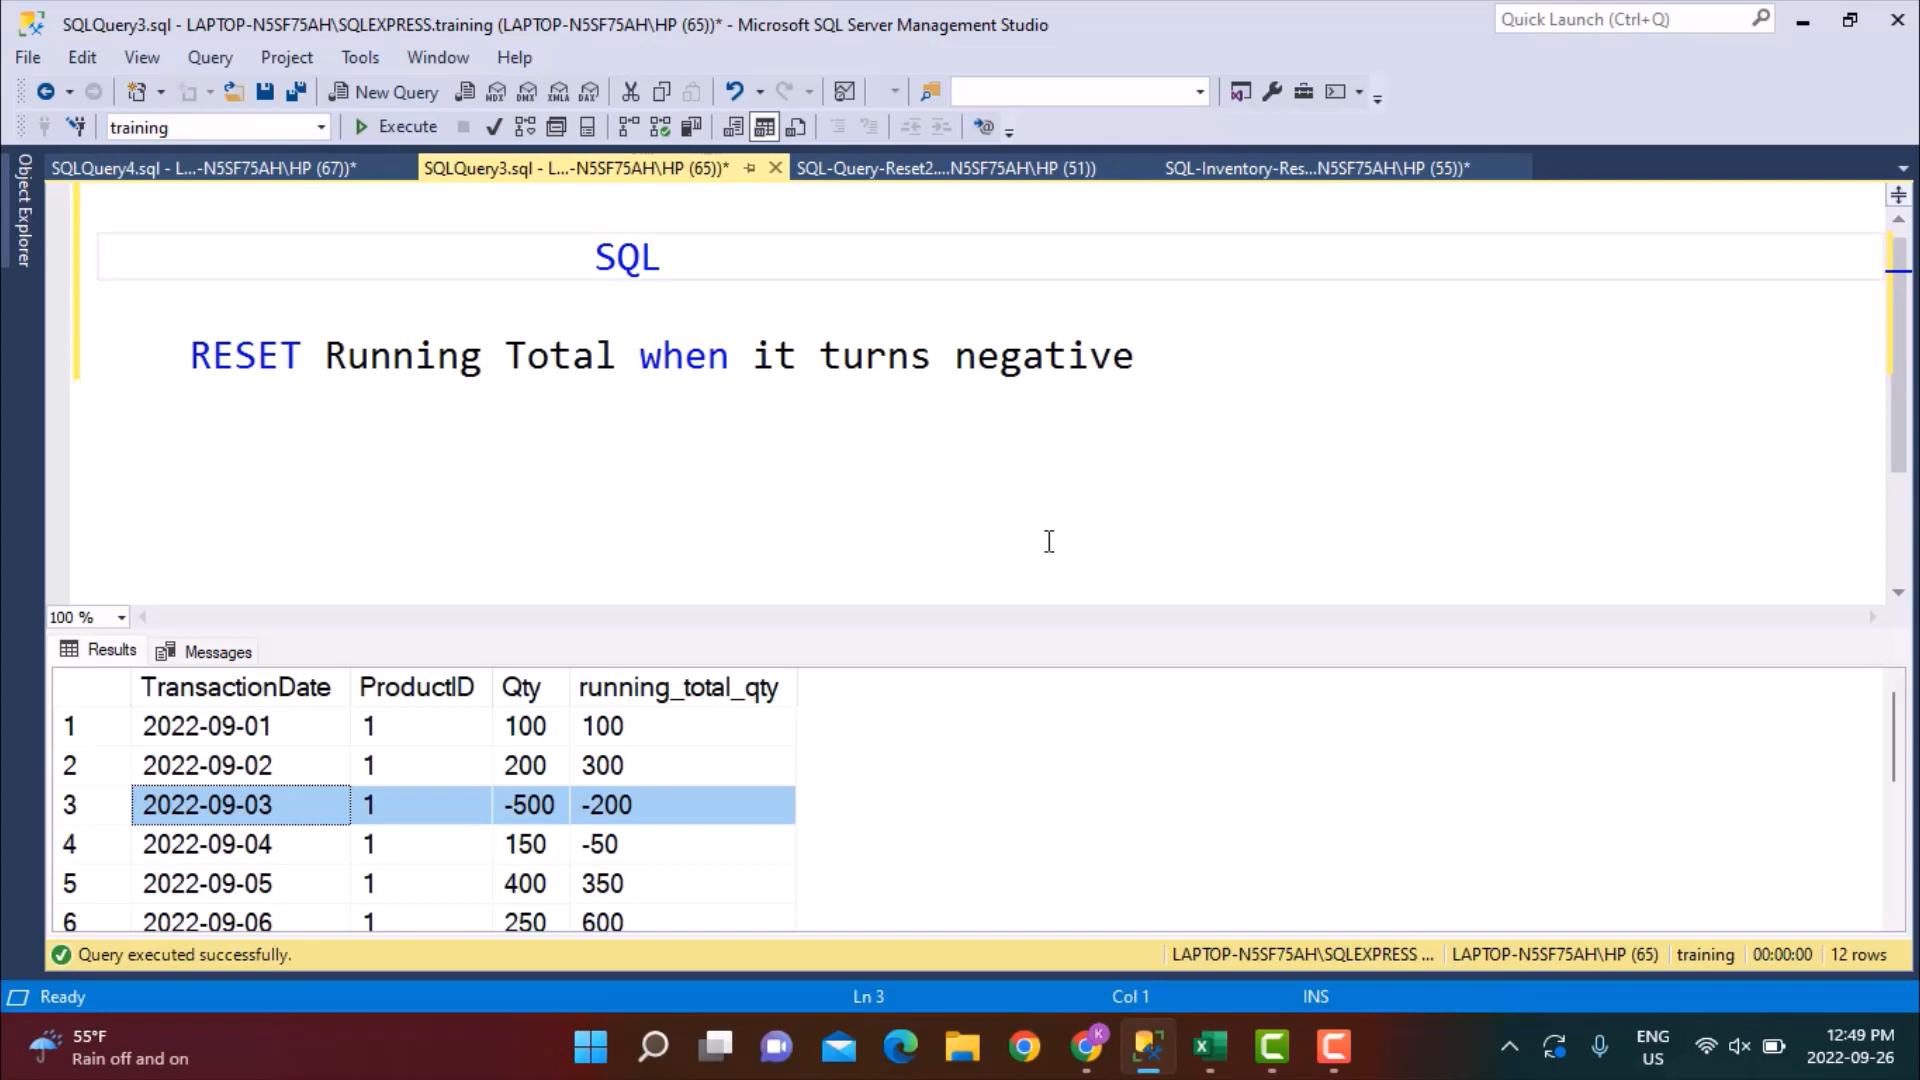 SQLQuery3.sql - LAPTOP-N5SF75AH\SQLEXPRESS.training (LAPTOP-N5SF75AH\HP (65))* - Microsoft SQL Server Management Studio
Quick Launch (Ctrl+Q)
File Edit View Query Project Tools Window Help
New Query MDX DMX XMLA DAX
training Execute
Object Explorer
SQLQuery4.sql - L...-N5SF75AH\HP (67))* SQLQuery3.sql - L...-N5SF75AH\HP (65))* SQL-Query-Reset2....N5SF75AH\HP (51)) SQL-Inventory-Res...N5SF75AH\HP (55))*
SQL
RESET Running Total when it turns negative
100 %
Results Messages
TransactionDate ProductID Qty running_total_qty
1 2022-09-01 1 100 100
2 2022-09-02 1 200 300
3 2022-09-03 1 -500 -200
4 2022-09-04 1 150 -50
5 2022-09-05 1 400 350
6 2022-09-06 1 250 600
Query executed successfully. LAPTOP-N5SF75AH\SQLEXPRESS ... LAPTOP-N5SF75AH\HP (65) training 00:00:00 12 rows
Ready Ln 3 Col 1 INS
55°F
Rain off and on
K
ENG
US
12:49 PM
2022-09-26